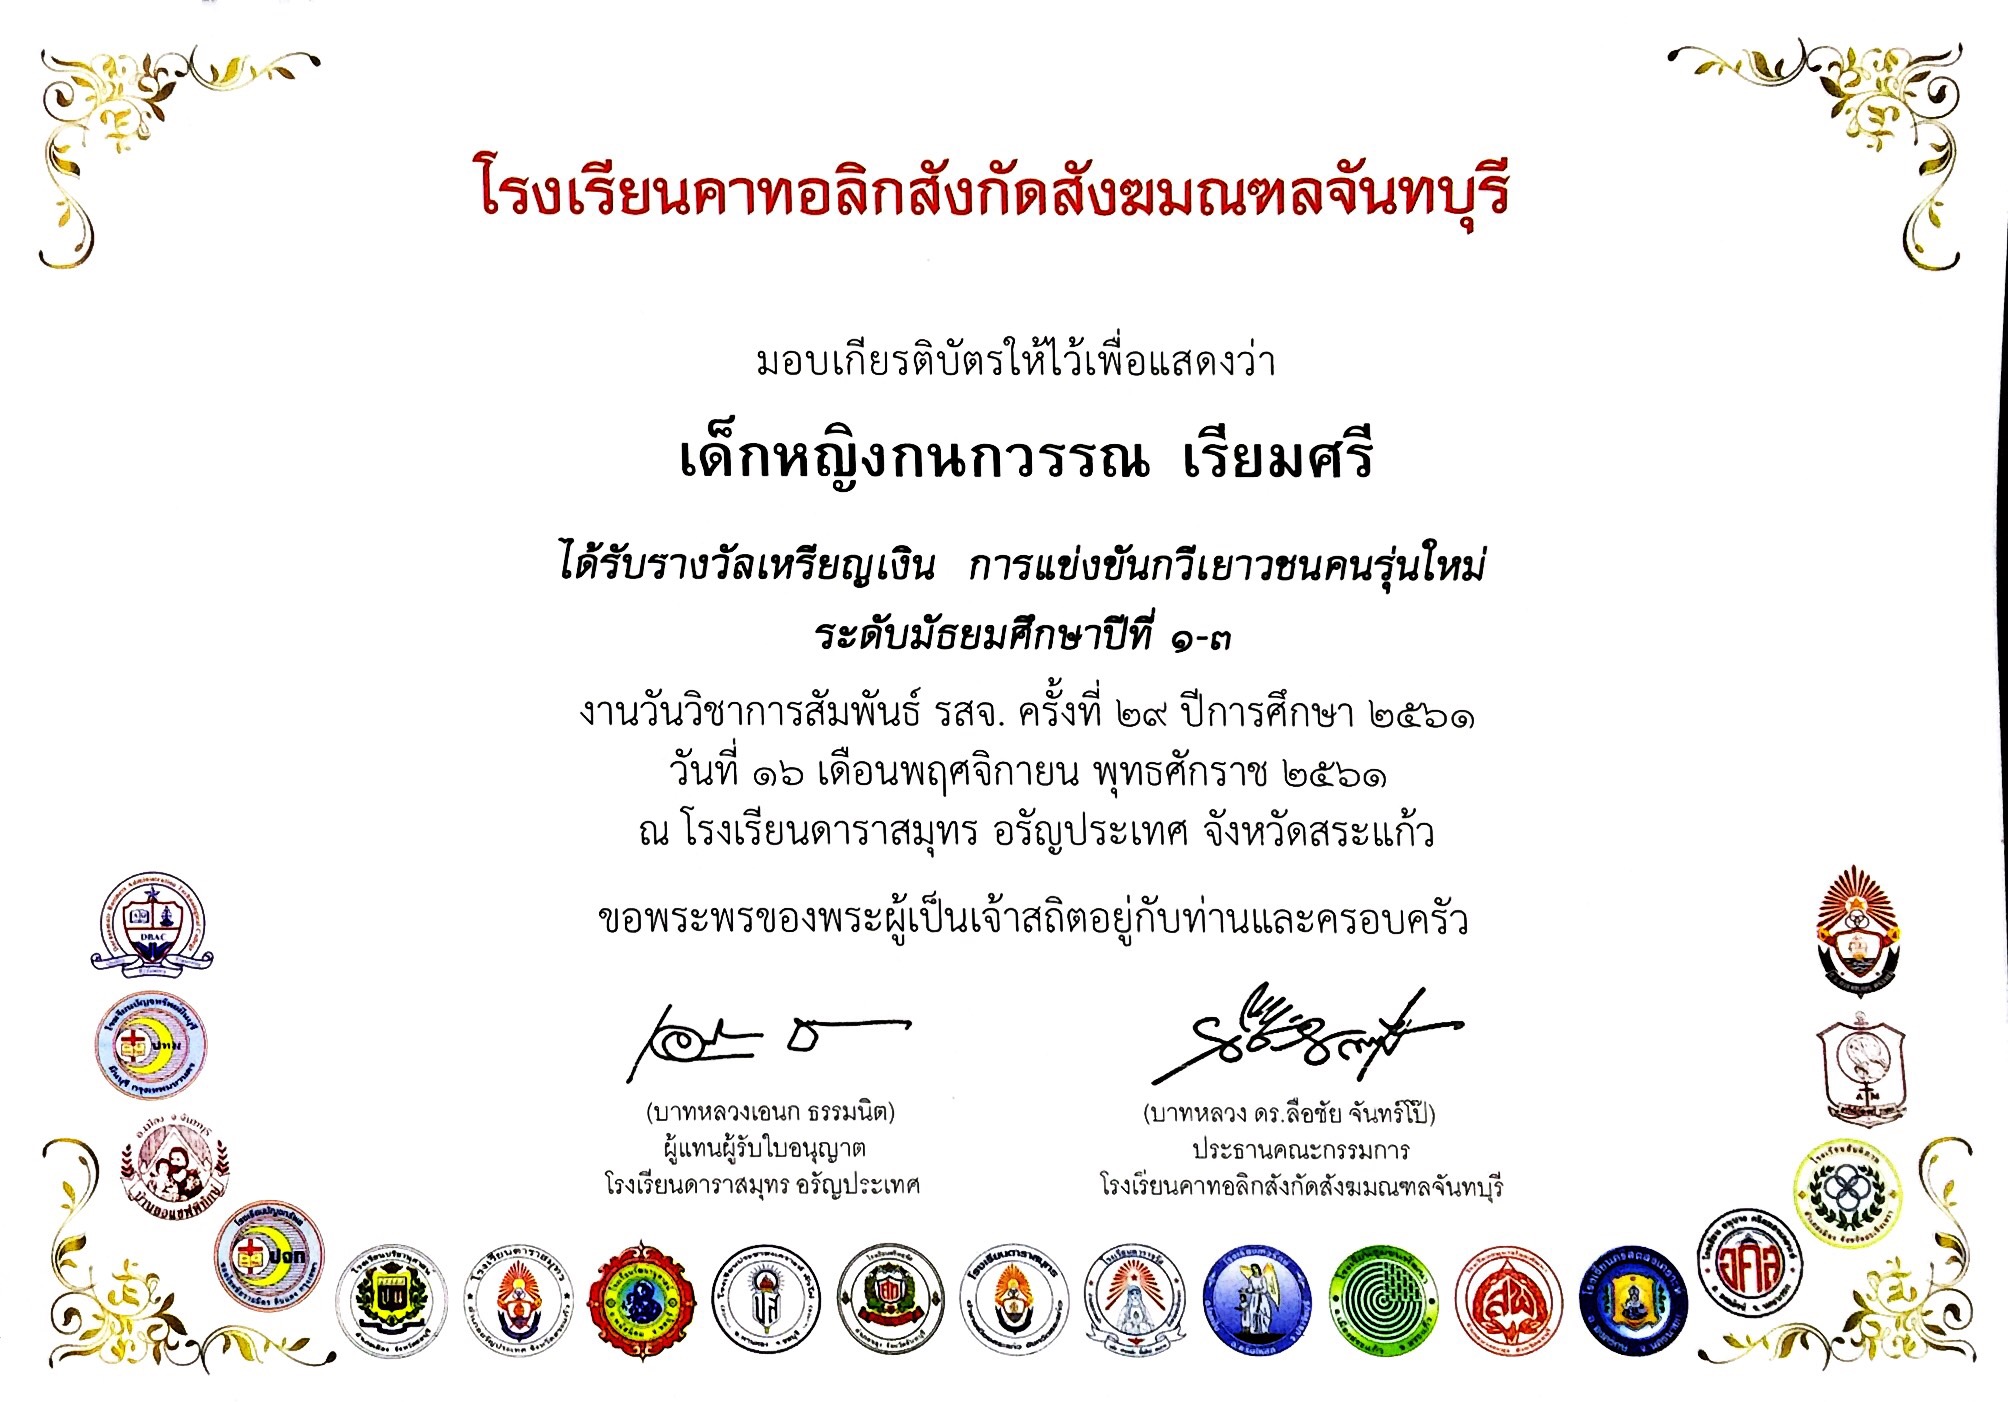 โรงเรียนคาทอลิกสังกัดสังฆมณฑลจันทบุรี
มอบเกียรติบัตรให้ไว้เพื่อแสดงว่า
เด็กหญิงกนกวรรณ เรียมศรี
ได้รับรางวัลเหรียญเงิน การแข่งขันกวีเยาวชนคนรุ่นใหม่
ระดับมัธยมศึกษาปีที่ ๑-๓
งานวันวิชาการสัมพันธ์ รสจ. ครั้งที่ ๒๙ ปีการศึกษา ๒๕๖๑
วันที่ ๑๖ เดือนพฤศจิกายน พุทธศักราช ๒๕๖๑
ณ โรงเรียนดาราสมุทร อรัญประเทศ จังหวัดสระแก้ว
ขอพระพรของพระผู้เป็นเจ้าสถิตอยู่กับท่านและครอบครัว
(บาทหลวงเอนก ธรรมนิต)
ผู้แทนผู้รับใบอนุญาต
โรงเรียนดาราสมุทร อรัญประเทศ
(บาทหลวง ดร.ลือชัย จันทร์โป๊)
ประธานคณะกรรมการ
โรงเรียนคาทอลิกสังกัดสังฆมณฑลจันทบุรี
DBAC
ปทม
ปจท
อคส